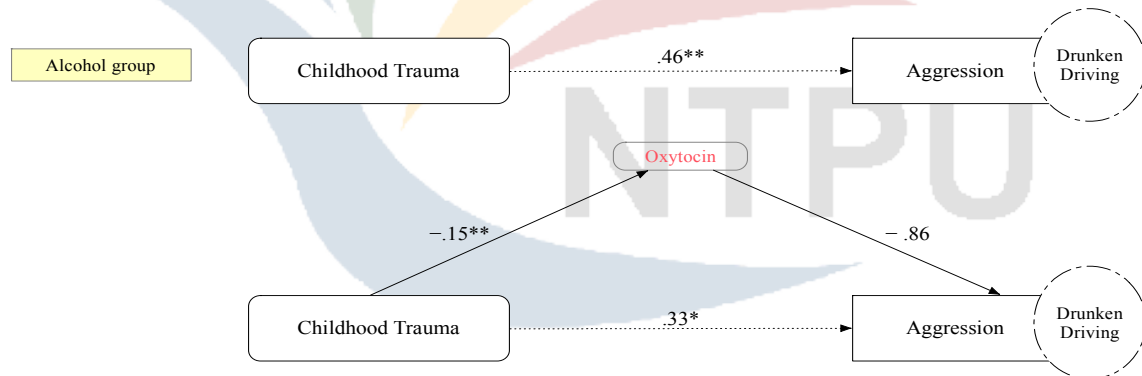 Alcohol group
Childhood Trauma
.46**
Aggression
Drunken
Driving
NTPU
Oxytocin
−.15**
− .86
Childhood Trauma
.33*
Aggression
Drunken
Driving